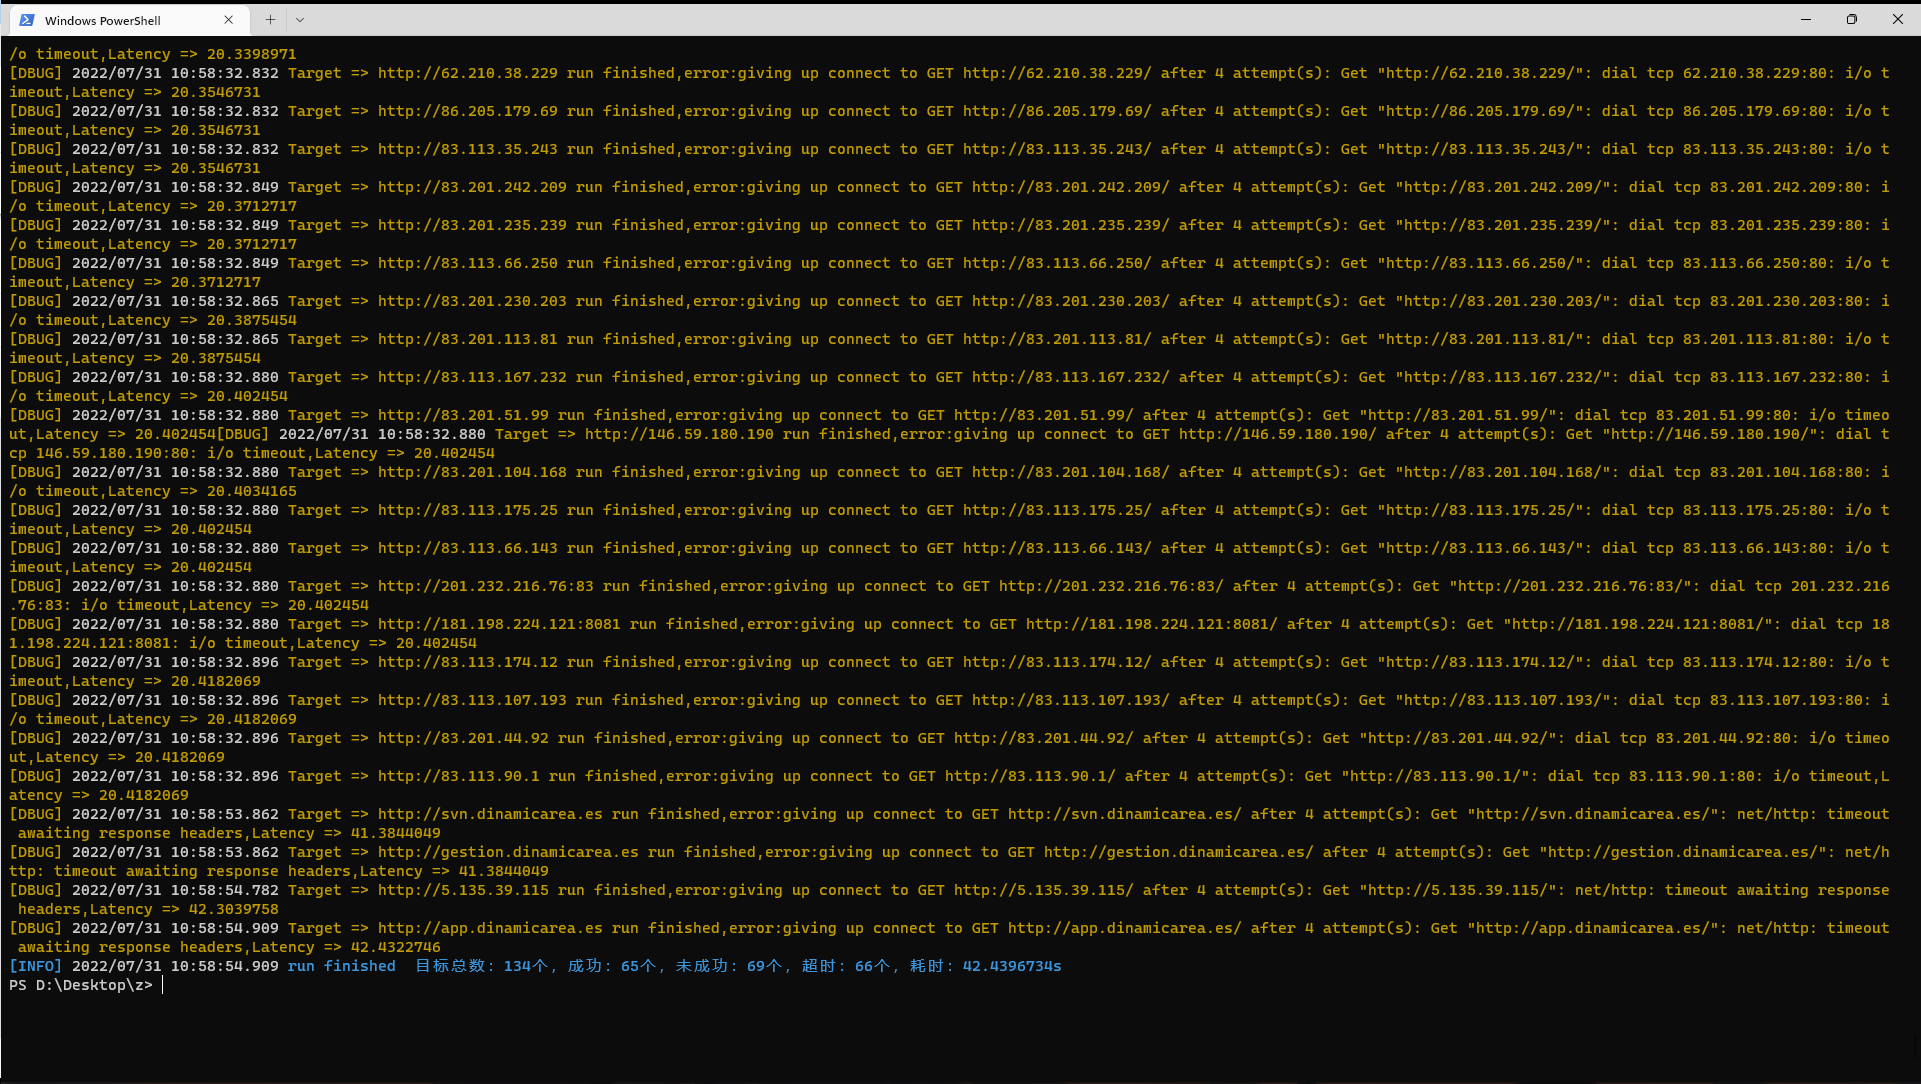 Windows PowerShell
/o timeout,Latency => 20.3398971
[DBUG] 2022/07/31 10:58:32.832 Target => http://62.210.38.229 run finished,error:giving up connect to GET http://62.210.38.229/ after 4 attempt(s): Get "http://62.210.38.229/": dial tcp 62.210.38.229:80: i/o t
imeout,Latency => 20.3546731
[DBUG] 2022/07/31 10:58:32.832 Target => http://86.205.179.69 run finished,error:giving up connect to GET http://86.205.179.69/ after 4 attempt(s): Get "http://86.205.179.69/": dial tcp 86.205.179.69:80: i/o t
imeout,Latency => 20.3546731
[DBUG] 2022/07/31 10:58:32.832 Target => http://83.113.35.243 run finished,error:giving up connect to GET http://83.113.35.243/ after 4 attempt(s): Get "http://83.113.35.243/": dial tcp 83.113.35.243:80: i/o t
imeout,Latency => 20.3546731
[DBUG] 2022/07/31 10:58:32.849 Target => http://83.201.242.209 run finished,error:giving up connect to GET http://83.201.242.209/ after 4 attempt(s): Get "http://83.201.242.209/": dial tcp 83.201.242.209:80: i
/o timeout,Latency => 20.3712717
[DBUG] 2022/07/31 10:58:32.849 Target => http://83.201.235.239 run finished,error:giving up connect to GET http://83.201.235.239/ after 4 attempt(s): Get "http://83.201.235.239/": dial tcp 83.201.235.239:80: i
/o timeout,Latency => 20.3712717
[DBUG] 2022/07/31 10:58:32.849 Target => http://83.113.66.250 run finished,error:giving up connect to GET http://83.113.66.250/ after 4 attempt(s): Get "http://83.113.66.250/": dial tcp 83.113.66.250:80: i/o t
imeout,Latency => 20.3712717
[DBUG] 2022/07/31 10:58:32.865 Target => http://83.201.230.203 run finished,error:giving up connect to GET http://83.201.230.203/ after 4 attempt(s): Get "http://83.201.230.203/": dial tcp 83.201.230.203:80: i
/o timeout,Latency => 20.3875454
[DBUG] 2022/07/31 10:58:32.865 Target => http://83.201.113.81 run finished,error:giving up connect to GET http://83.201.113.81/ after 4 attempt(s): Get "http://83.201.113.81/": dial tcp 83.201.113.81:80: i/o t
imeout,Latency => 20.3875454
[DBUG] 2022/07/31 10:58:32.880 Target => http://83.113.167.232 run finished,error:giving up connect to GET http://83.113.167.232/ after 4 attempt(s): Get "http://83.113.167.232/": dial tcp 83.113.167.232:80: i
/o timeout,Latency => 20.402454
[DBUG] 2022/07/31 10:58:32.880 Target => http://83.201.51.99 run finished,error:giving up connect to GET http://83.201.51.99/ after 4 attempt(s): Get "http://83.201.51.99/": dial tcp 83.201.51.99:80: i/o timeo
ut,Latency => 20.402454[DBUG] 2022/07/31 10:58:32.880 Target => http://146.59.180.190 run finished,error:giving up connect to GET http://146.59.180.190/ after 4 attempt(s): Get "http://146.59.180.190/": dial t
cp 146.59.180.190:80: i/o timeout,Latency => 20.402454
[DBUG] 2022/07/31 10:58:32.880 Target => http://83.201.104.168 run finished,error:giving up connect to GET http://83.201.104.168/ after 4 attempt(s): Get "http://83.201.104.168/": dial tcp 83.201.104.168:80: i
/o timeout,Latency => 20.4034165
[DBUG] 2022/07/31 10:58:32.880 Target => http://83.113.175.25 run finished,error:giving up connect to GET http://83.113.175.25/ after 4 attempt(s): Get "http://83.113.175.25/": dial tcp 83.113.175.25:80: i/o t
imeout,Latency => 20.402454
[DBUG] 2022/07/31 10:58:32.880 Target => http://83.113.66.143 run finished,error:giving up connect to GET http://83.113.66.143/ after 4 attempt(s): Get "http://83.113.66.143/": dial tcp 83.113.66.143:80: i/o t
imeout,Latency => 20.402454
[DBUG] 2022/07/31 10:58:32.880 Target => http://201.232.216.76:83 run finished,error:giving up connect to GET http://201.232.216.76:83/ after 4 attempt(s): Get "http://201.232.216.76:83/": dial tcp 201.232.216
.76:83: i/o timeout,Latency => 20.402454
[DBUG] 2022/07/31 10:58:32.880 Target => http://181.198.224.121:8081 run finished,error:giving up connect to GET http://181.198.224.121:8081/ after 4 attempt(s): Get "http://181.198.224.121:8081/": dial tcp 18
1.198.224.121:8081: i/o timeout,Latency => 20.402454
[DBUG] 2022/07/31 10:58:32.896 Target => http://83.113.174.12 run finished,error:giving up connect to GET http://83.113.174.12/ after 4 attempt(s): Get "http://83.113.174.12/": dial tcp 83.113.174.12:80: i/o t
imeout,Latency => 20.4182069
[DBUG] 2022/07/31 10:58:32.896 Target => http://83.113.107.193 run finished,error:giving up connect to GET http://83.113.107.193/ after 4 attempt(s): Get "http://83.113.107.193/": dial tcp 83.113.107.193:80: i
/o timeout,Latency => 20.4182069
[DBUG] 2022/07/31 10:58:32.896 Target => http://83.201.44.92 run finished,error:giving up connect to GET http://83.201.44.92/ after 4 attempt(s): Get "http://83.201.44.92/": dial tcp 83.201.44.92:80: i/o timeo
ut,Latency => 20.4182069
[DBUG] 2022/07/31 10:58:32.896 Target => http://83.113.90.1 run finished,error:giving up connect to GET http://83.113.90.1/ after 4 attempt(s): Get "http://83.113.90.1/": dial tcp 83.113.90.1:80: i/o timeout,L
atency => 20.4182069
[DBUG] 2022/07/31 10:58:53.862 Target => http://svn.dinamicarea.es run finished,error:giving up connect to GET http://svn.dinamicarea.es/ after 4 attempt(s): Get "http://svn.dinamicarea.es/": net/http: timeout
 awaiting response headers,Latency => 41.3844049
[DBUG] 2022/07/31 10:58:53.862 Target => http://gestion.dinamicarea.es run finished,error:giving up connect to GET http://gestion.dinamicarea.es/ after 4 attempt(s): Get "http://gestion.dinamicarea.es/": net/h
ttp: timeout awaiting response headers,Latency => 41.3844049
[DBUG] 2022/07/31 10:58:54.782 Target => http://5.135.39.115 run finished,error:giving up connect to GET http://5.135.39.115/ after 4 attempt(s): Get "http://5.135.39.115/": net/http: timeout awaiting response
 headers,Latency => 42.3039758
[DBUG] 2022/07/31 10:58:54.909 Target => http://app.dinamicarea.es run finished,error:giving up connect to GET http://app.dinamicarea.es/ after 4 attempt(s): Get "http://app.dinamicarea.es/": net/http: timeout
 awaiting response headers,Latency => 42.4322746
[INFO] 2022/07/31 10:58:54.909 run finished  目标总数: 134个, 成功: 65个, 未成功: 69个, 超时: 66个, 耗时: 42.4396734s
PS D:\Desktop\z>